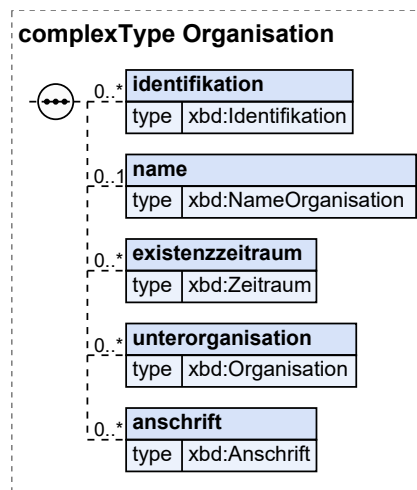 complexType Organisation
0..* identifikation
type xbd:Identifikation
0..1 name
type xbd:NameOrganisation
0..* existenzzeitraum
type xbd:Zeitraum
0..* unterorganisation
type xbd:Organisation
0..* anschrift
type xbd:Anschrift